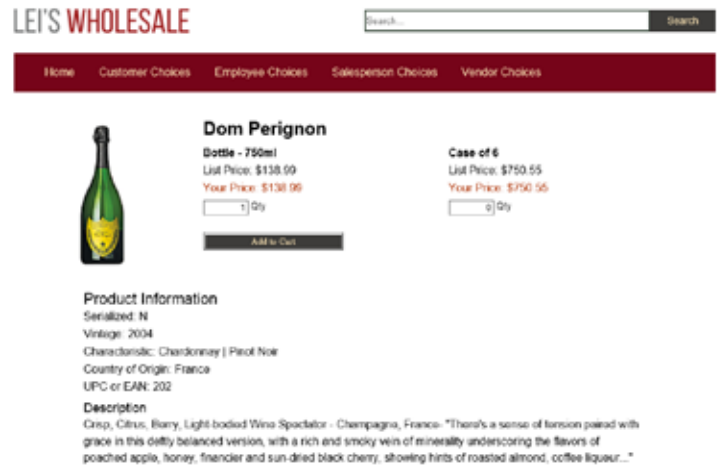 LEI'S WHOLESALE
Search...
Search
Home Customer Choices Employee Choices Salesperson Choices Vendor Choices
Dom Perignon
Bottle - 750ml
List Price: $138.99
Your Price: $138.99
1 Qty
Add to Cart
Case of 6
List Price: $750.55
Your Price: $750.55
0 Qty
Product Information
Serialized: N
Vintage: 2004
Characteristic: Chardonnay | Pinot Noir
Country of Origin: France
UPC or EAN: 202
Description
Crisp, Citrus, Berry, Light-bodied Wine Spectator - Champagne, France- "There's a sense of tension paired with
grace in this deftly balanced version, with a rich and smoky vein of minerality underscoring the flavors of
poached apple, honey, financier and sun-dried black cherry, showing hints of roasted almond, coffee liqueur..."